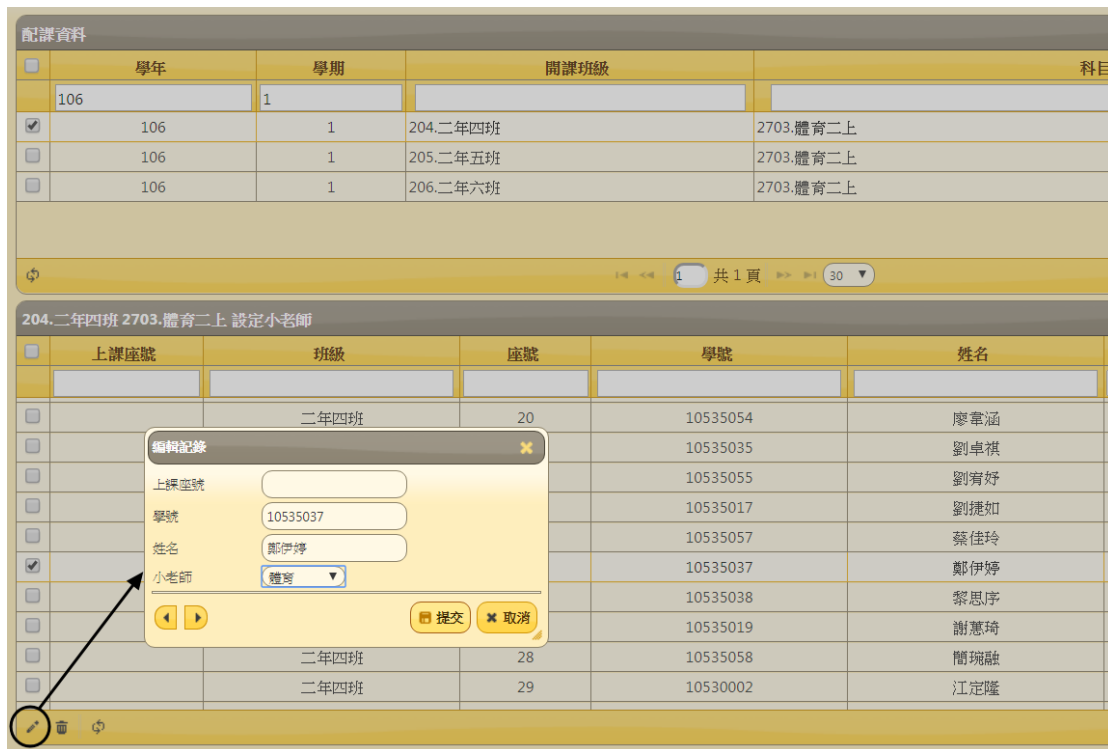 配課資料
學年 學期 開課班級 科目
106 1
106 1 204.二年四班 2703.體育二上
106 1 205.二年五班 2703.體育二上
106 1 206.二年六班 2703.體育二上
1 共 1 頁 30
204.二年四班 2703.體育二上 設定小老師
上課座號 班級 座號 學號 姓名
二年四班 20 10535054 廖韋涵
編輯記錄
10535035 劉卓祺
上課座號
10535055 劉宥妤
學號 10535037
10535017 劉捷如
姓名 鄭伊婷
10535057 蔡佳玲
小老師 體育
10535037 鄭伊婷
10535038 黎思序
提交 取消
10535019 謝蕙琦
二年四班 28 10535058 簡琬融
二年四班 29 10530002 江定隆